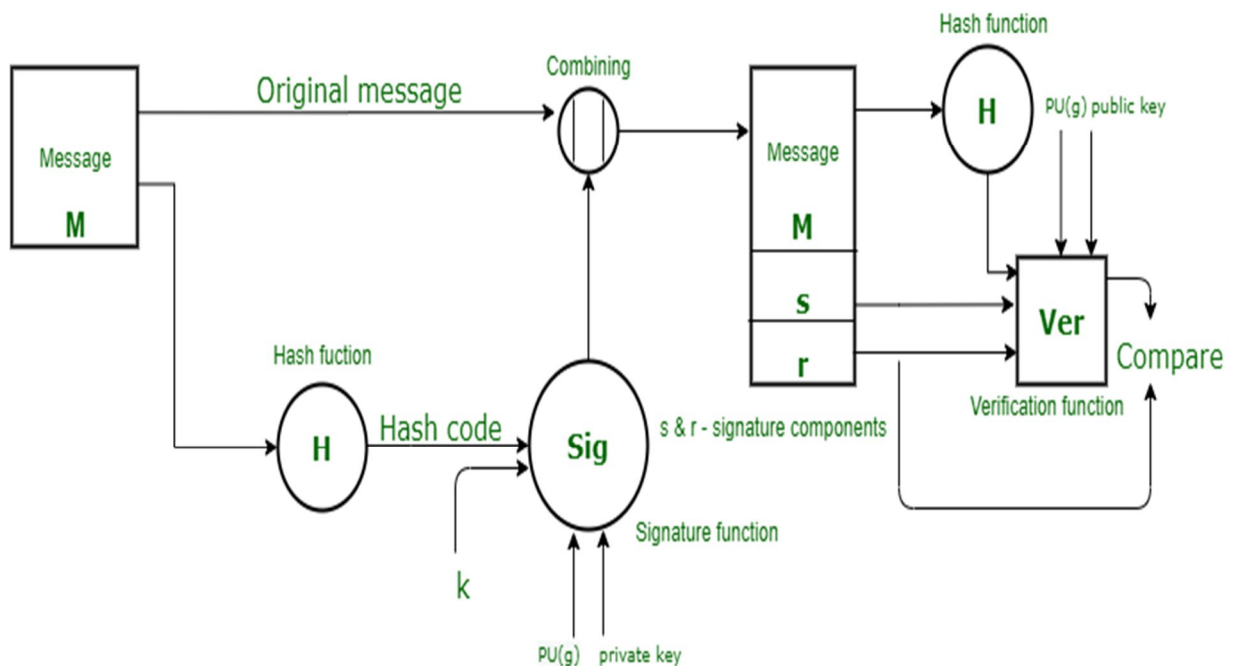 Hash function
Combining
Original message
H
PU(g) public key
Message
M
Message
M
s
r
Ver
Compare
Verification function
Hash fuction
Hash code
H
Sig
s & r - signature components
Signature function
k
PU(g) private key